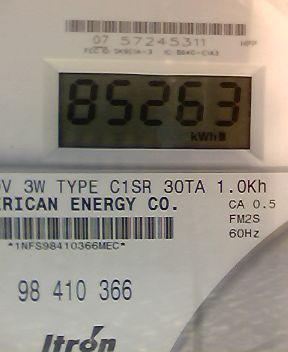 07 57245311
85263
kWh
V 3W TYPE C1SR 30TA 1.0Kh
ERICAN ENERGY CO.
CA 0.5
FM2S
60Hz
*1NFS98410366MEC*
98 410 366
Itron